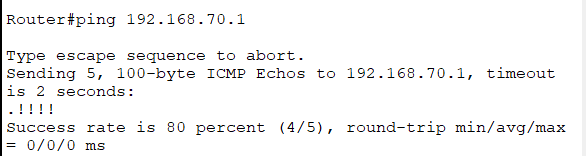 Router#ping 192.168.70.1
Type escape sequence to abort.
Sending 5, 100-byte ICMP Echos to 192.168.70.1, timeout
is 2 seconds:
.!!!!
Success rate is 80 percent (4/5), round-trip min/avg/max
= 0/0/0 ms